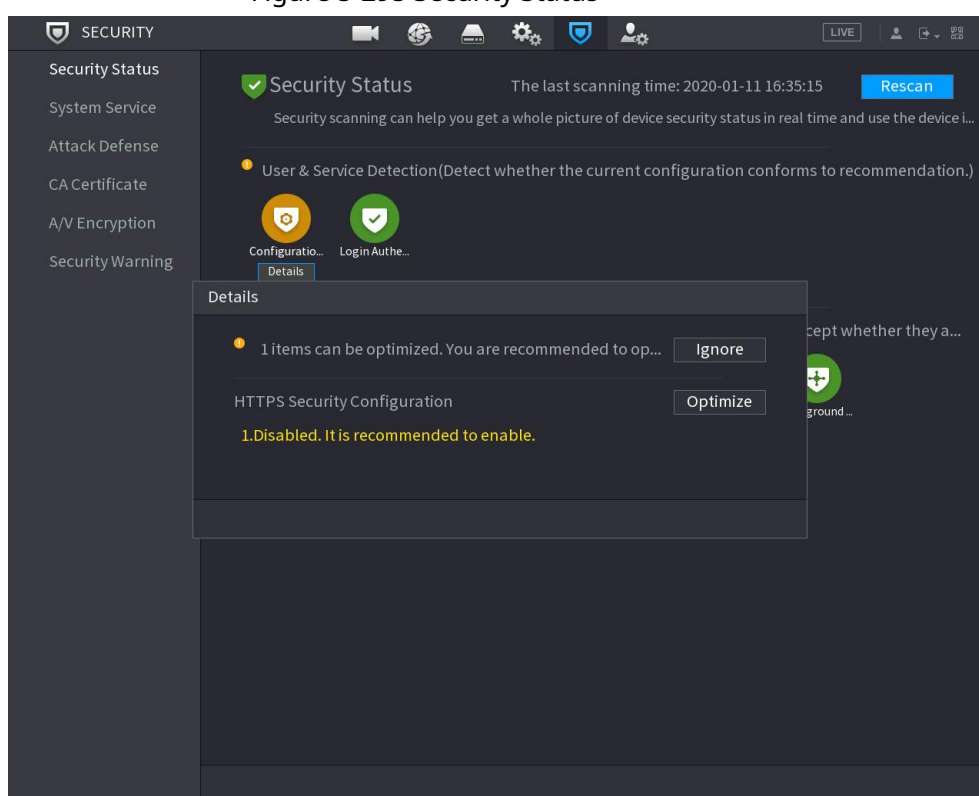 SECURITY
LIVE
Security Status
System Service
Attack Defense
CA Certificate
A/V Encryption
Security Warning
Security Status
The last scanning time: 2020-01-11 16:35:15
Rescan
Security scanning can help you get a whole picture of device security status in real time and use the device i...
User & Service Detection(Detect whether the current configuration conforms to recommendation.)
Configuratio...
Login Authe...
Details
Details
1 items can be optimized. You are recommended to op...
Ignore
HTTPS Security Configuration
Optimize
1.Disabled. It is recommended to enable.
cept whether they a...
ground ...